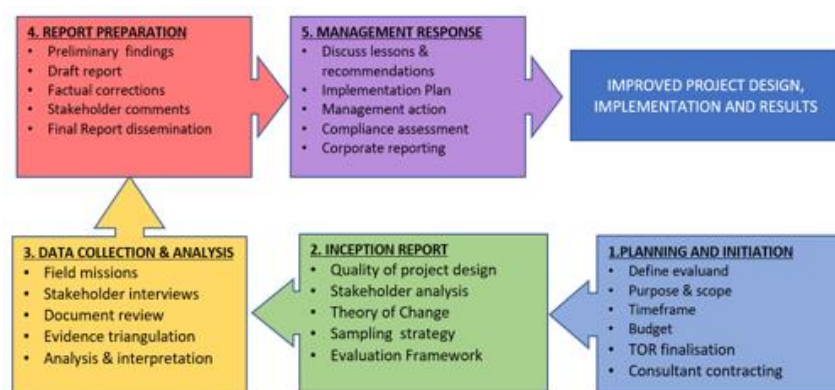 4. REPORT PREPARATION
• Preliminary findings
• Draft report
• Factual corrections
• Stakeholder comments
• Final Report dissemination
5. MANAGEMENT RESPONSE
• Discuss lessons &
recommendations
• Implementation Plan
• Management action
• Compliance assessment
• Corporate reporting
IMPROVED PROJECT DESIGN,
IMPLEMENTATION AND RESULTS
3. DATA COLLECTION & ANALYSIS
• Field missions
• Stakeholder interviews
• Document review
• Evidence triangulation
• Analysis & interpretation
2. INCEPTION REPORT
• Quality of project design
• Stakeholder analysis
• Theory of Change
• Sampling strategy
• Evaluation Framework
1.PLANNING AND INITIATION
• Define evaluand
• Purpose & scope
• Timeframe
• Budget
• TOR finalisation
• Consultant contracting